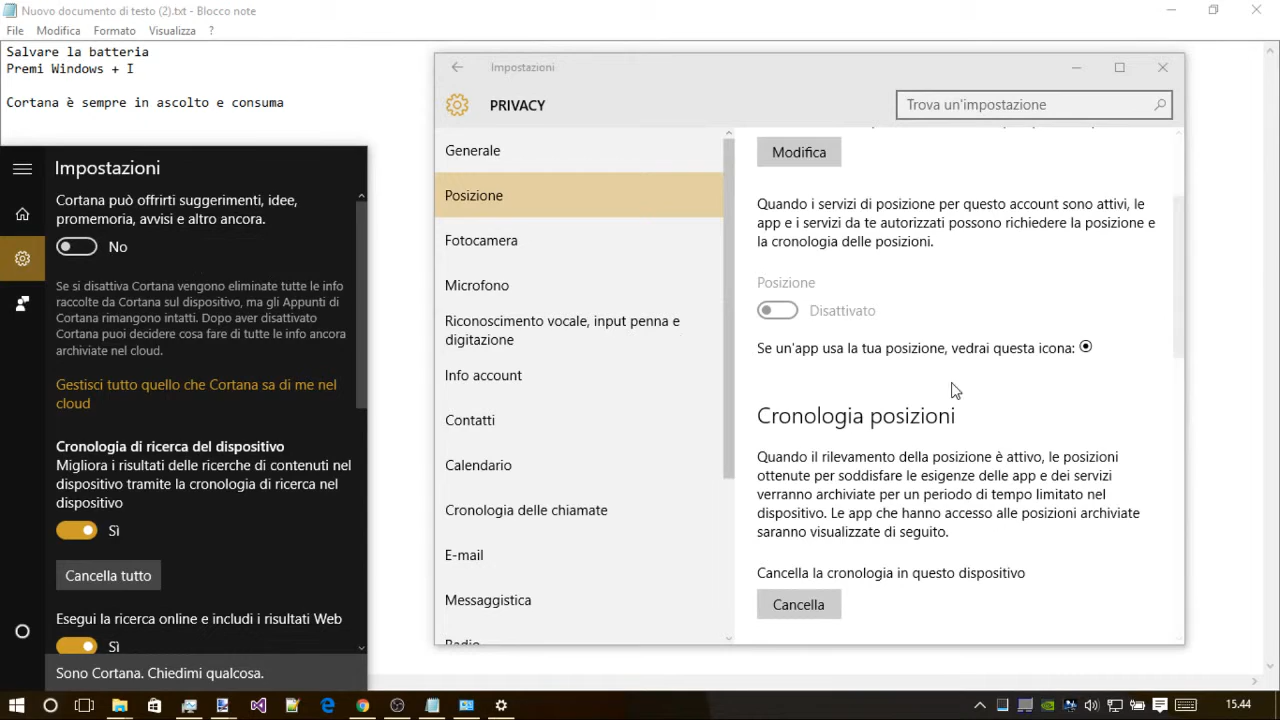 Nuovo documento di testo (2).txt - Blocco note
File Modifica Formato Visualizza ?
Salvare la batteria
Premi Windows + I
Cortana è sempre in ascolto e consuma
Impostazioni
Cortana può offrirti suggerimenti, idee,
promemoria, avvisi e altro ancora.
No
Se si disattiva Cortana vengono eliminate tutte le info
raccolte da Cortana sul dispositivo, ma gli Appunti di
Cortana rimangono intatti. Dopo aver disattivato
Cortana puoi decidere cosa fare di tutte le info ancora
archiviate nel cloud.
Gestisci tutto quello che Cortana sa di me nel
cloud
Cronologia di ricerca del dispositivo
Migliora i risultati delle ricerche di contenuti nel
dispositivo tramite la cronologia di ricerca nel
dispositivo
Sì
Cancella tutto
Esegui la ricerca online e includi i risultati Web
Sì
Sono Cortana. Chiedimi qualcosa.
Impostazioni
PRIVACY
Trova un'impostazione
Generale
Posizione
Fotocamera
Microfono
Riconoscimento vocale, input penna e
digitazione
Info account
Contatti
Calendario
Cronologia delle chiamate
E-mail
Messaggistica
Radio
Modifica
Quando i servizi di posizione per questo account sono attivi, le
app e i servizi da te autorizzati possono richiedere la posizione e
la cronologia delle posizioni.
Posizione
Disattivato
Se un'app usa la tua posizione, vedrai questa icona:
Cronologia posizioni
Quando il rilevamento della posizione è attivo, le posizioni
ottenute per soddisfare le esigenze delle app e dei servizi
verranno archiviate per un periodo di tempo limitato nel
dispositivo. Le app che hanno accesso alle posizioni archiviate
saranno visualizzate di seguito.
Cancella la cronologia in questo dispositivo
Cancella
15.44